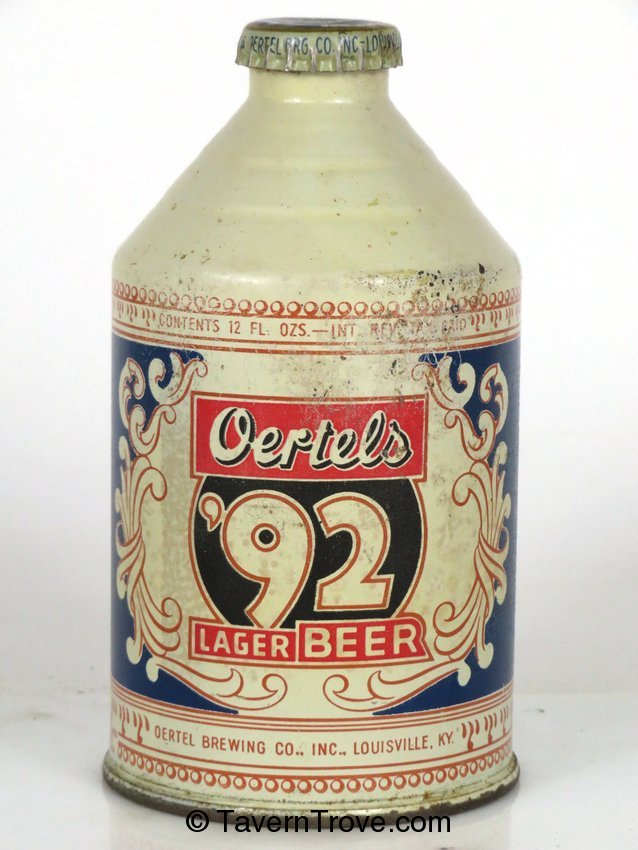 OERTEL BRG. CO. INC-LOUISV
CONTENTS 12 FL. OZS.—INT. REV. TAX PAID
Oertels
'92
LAGER BEER
OERTEL BREWING CO., INC., LOUISVILLE, KY.
© TavernTrove.com